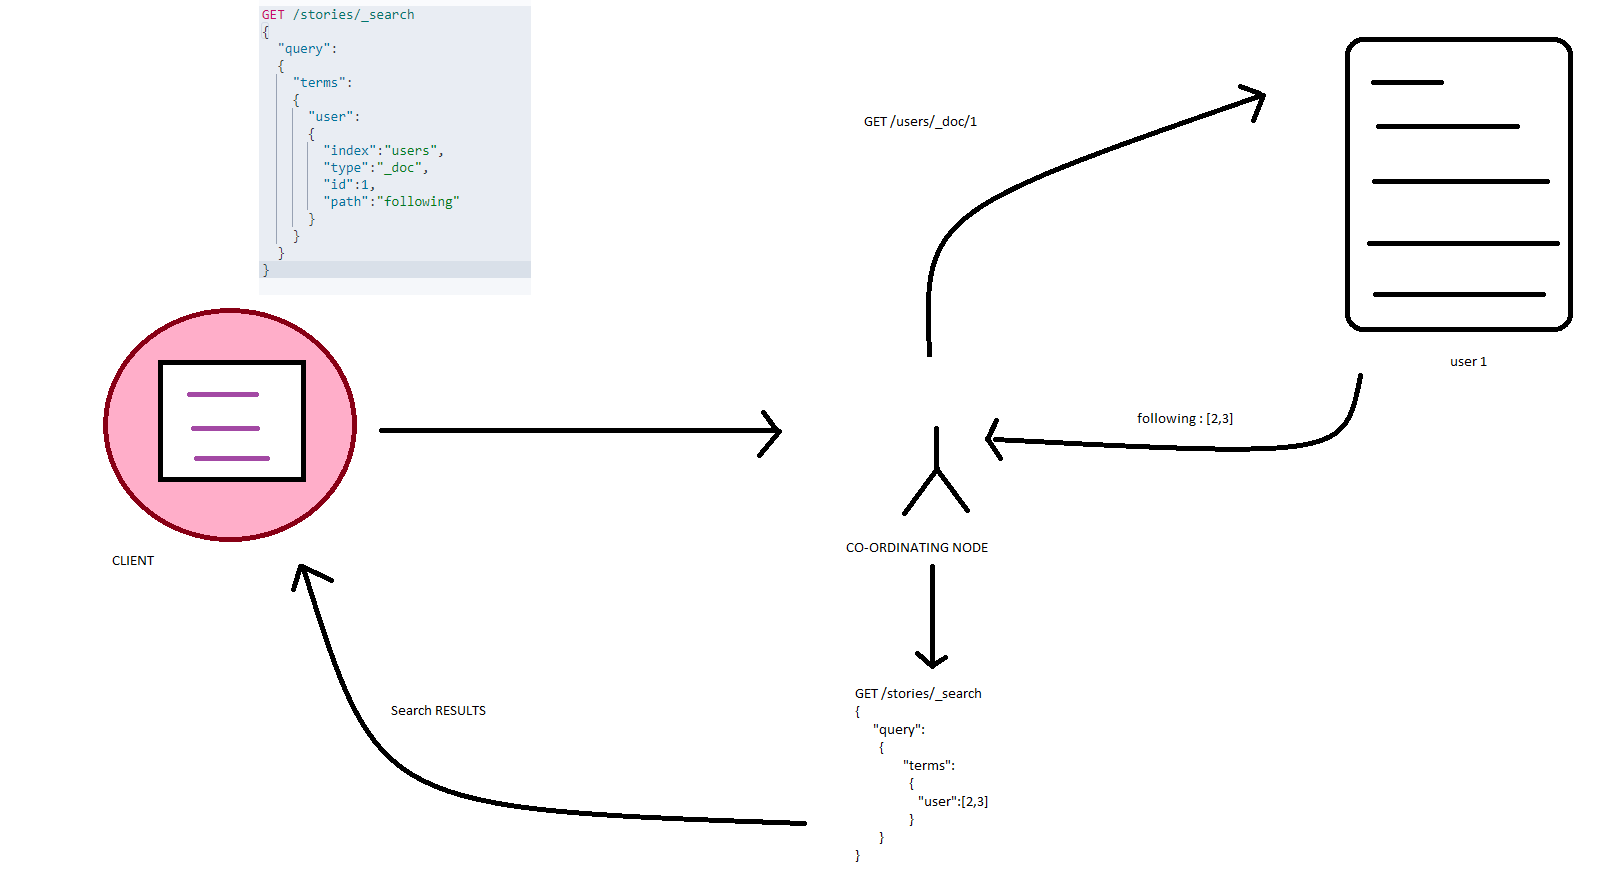 GET /stories/_search
{
  "query":
  {
    "terms":
    {
      "user":
      {
        "index":"users",
        "type":"_doc",
        "id":1,
        "path":"following"
      }
    }
  }
}
GET /users/_doc/1
user 1
following : [2,3]
CLIENT
CO-ORDINATING NODE
Search RESULTS
GET /stories/_search
{
  "query":
  {
    "terms":
    {
      "user":[2,3]
    }
  }
}